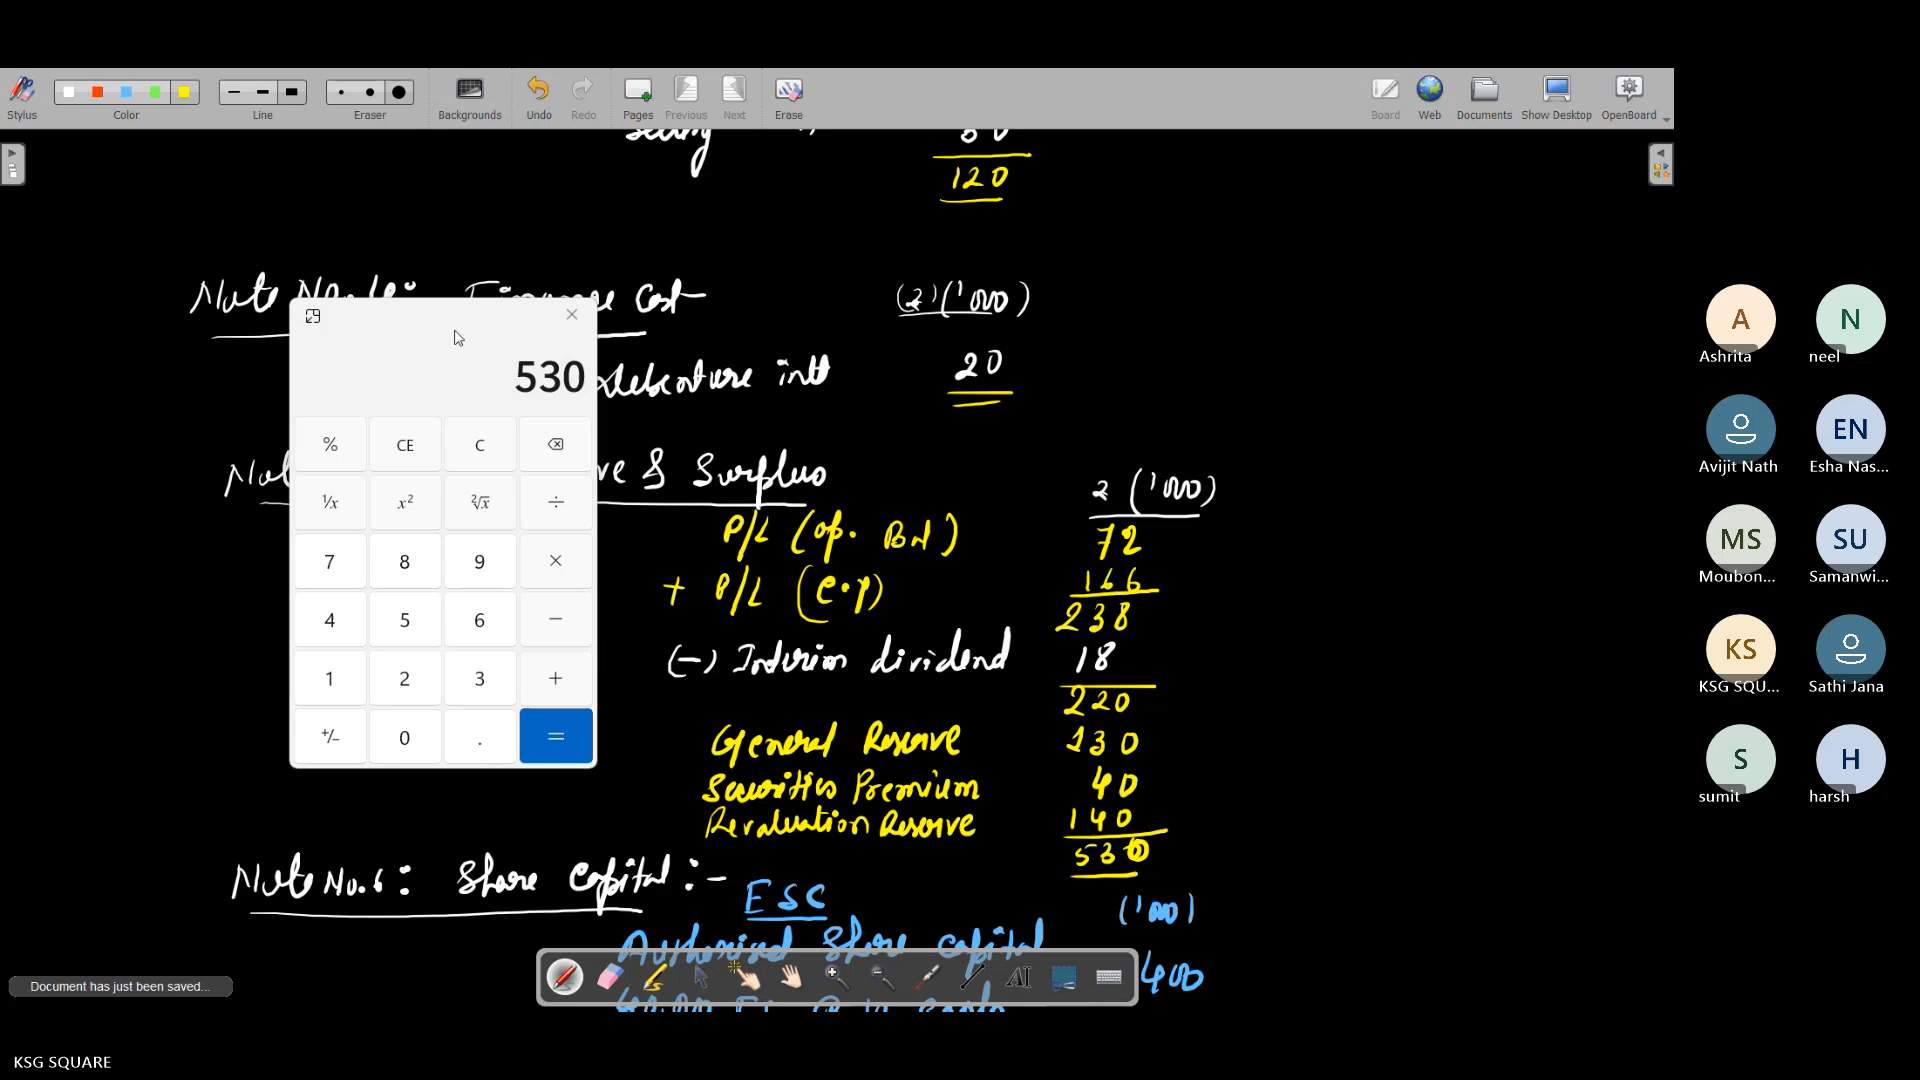 Stylus Color Line Eraser Backgrounds Undo Redo Pages Previous Next Erase Board Web Documents Show Desktop OpenBoard
120
Finance Cost (₹)('000)
Debenture intt 20
& Surplus ₹ ('000)
P/L (op. Bal) 72
+ P/L (C.P) 166
238
(-) Interim dividend 18
220
General Reserve 130
Securities Premium 40
Revaluation Reserve 140
530
Note No. 6: Share Capital :-
ESC ('000)
Authorised Share Capital 400
530
% CE C
1/x x² ²√x ÷
7 8 9 ×
4 5 6 −
1 2 3 +
+/− 0 . =
AI
Document has just been saved...
KSG SQUARE
A N
Ashrita neel
EN
Avijit Nath Esha Nas...
MS SU
Moubon... Samanwi...
KS
KSG SQU... Sathi Jana
S H
sumit harsh